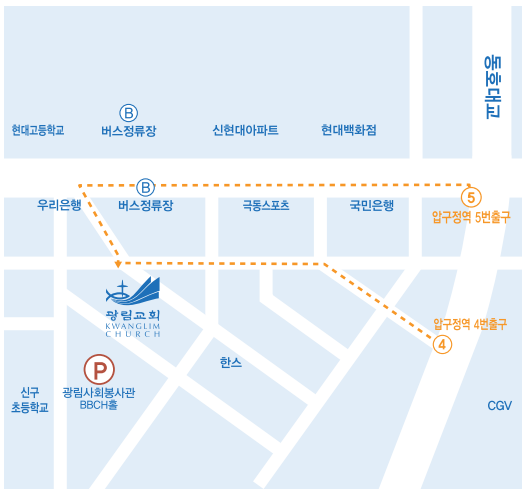 동호대교
B
현대고등학교
버스정류장
신현대아파트
현대백화점
B
5
우리은행
버스정류장
극동스포츠
국민은행
압구정역 5번출구
광림교회
KWANGLIM
CHURCH
압구정역 4번출구
4
P
한스
신구
초등학교
광림사회봉사관
BBCH홀
CGV